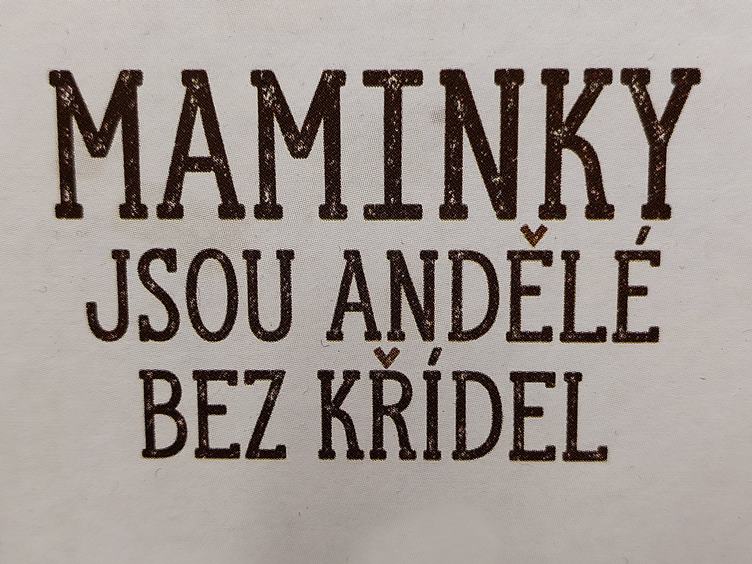 MAMINKY
JSOU ANDĚLÉ
BEZ KŘÍDEL